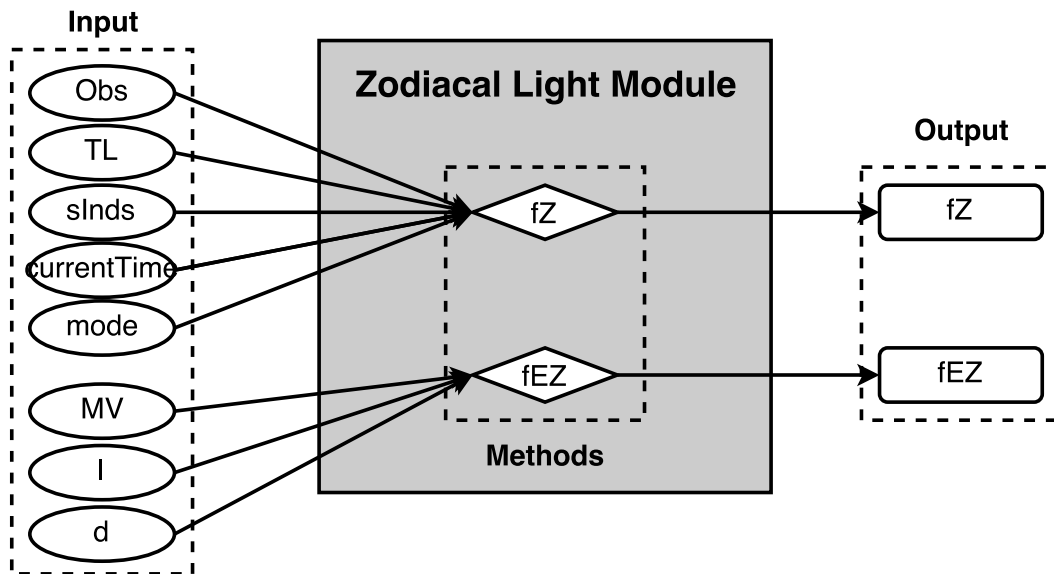 Input
Obs
TL
sInds
currentTime
mode
MV
I
d
Zodiacal Light Module
fZ
fEZ
Methods
Output
fZ
fEZ